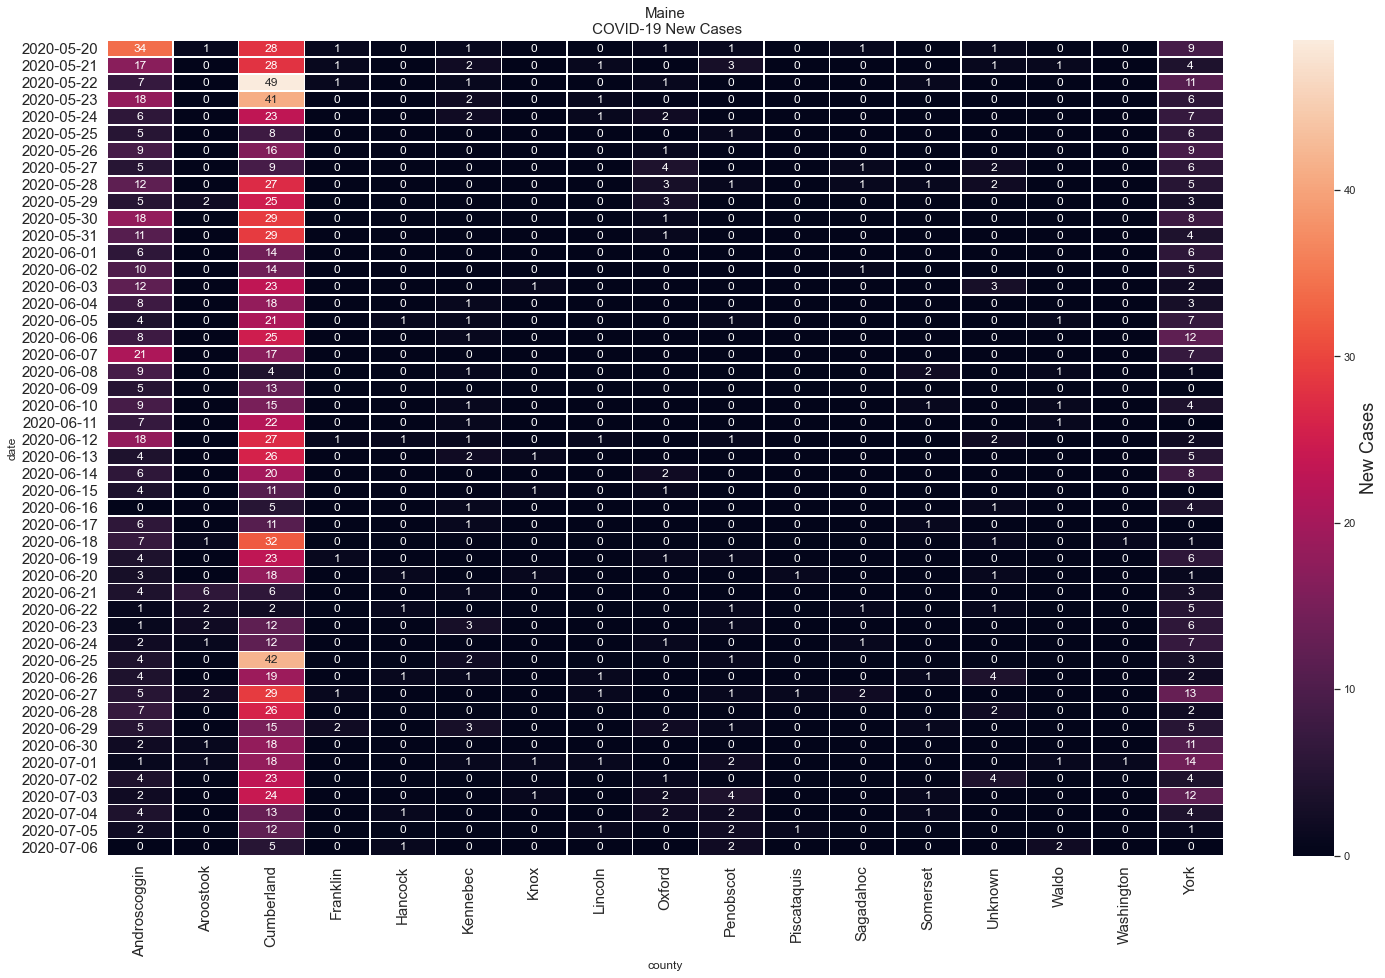 Maine
COVID-19 New Cases
2020-05-20 34 1 28 1 0 1 0 0 1 1 0 1 0 1 0 0 9
2020-05-21 17 0 28 1 0 2 0 1 0 3 0 0 0 1 1 0 4
2020-05-22 7 0 49 1 0 1 0 0 1 0 0 0 1 0 0 0 11
2020-05-23 18 0 41 0 0 2 0 1 0 0 0 0 0 0 0 0 6
2020-05-24 6 0 23 0 0 2 0 1 2 0 0 0 0 0 0 0 7
2020-05-25 5 0 8 0 0 0 0 0 0 1 0 0 0 0 0 0 6
2020-05-26 9 0 16 0 0 0 0 0 1 0 0 0 0 0 0 0 9
2020-05-27 5 0 9 0 0 0 0 0 4 0 0 1 0 2 0 0 6
2020-05-28 12 0 27 0 0 0 0 0 3 1 0 1 1 2 0 0 5
2020-05-29 5 2 25 0 0 0 0 0 3 0 0 0 0 0 0 0 3
2020-05-30 18 0 29 0 0 0 0 0 1 0 0 0 0 0 0 0 8
2020-05-31 11 0 29 0 0 0 0 0 1 0 0 0 0 0 0 0 4
2020-06-01 6 0 14 0 0 0 0 0 0 0 0 0 0 0 0 0 6
2020-06-02 10 0 14 0 0 0 0 0 0 0 0 1 0 0 0 0 5
2020-06-03 12 0 23 0 0 0 1 0 0 0 0 0 0 3 0 0 2
2020-06-04 8 0 18 0 0 1 0 0 0 0 0 0 0 0 0 0 3
2020-06-05 4 0 21 0 1 1 0 0 0 1 0 0 0 0 1 0 7
2020-06-06 8 0 25 0 0 1 0 0 0 0 0 0 0 0 0 0 12
2020-06-07 21 0 17 0 0 0 0 0 0 0 0 0 0 0 0 0 7
2020-06-08 9 0 4 0 0 1 0 0 0 0 0 0 2 0 1 0 1
2020-06-09 5 0 13 0 0 0 0 0 0 0 0 0 0 0 0 0 0
2020-06-10 9 0 15 0 0 1 0 0 0 0 0 0 1 0 1 0 4
2020-06-11 7 0 22 0 0 1 0 0 0 0 0 0 0 0 1 0 0
2020-06-12 18 0 27 1 1 1 0 1 0 1 0 0 0 2 0 0 2
2020-06-13 4 0 26 0 0 2 1 0 0 0 0 0 0 0 0 0 5
2020-06-14 6 0 20 0 0 0 0 0 2 0 0 0 0 0 0 0 8
2020-06-15 4 0 11 0 0 0 1 0 1 0 0 0 0 0 0 0 0
2020-06-16 0 0 5 0 0 1 0 0 0 0 0 0 0 1 0 0 4
2020-06-17 6 0 11 0 0 1 0 0 0 0 0 0 1 0 0 0 0
2020-06-18 7 1 32 0 0 0 0 0 0 0 0 0 0 1 0 1 1
2020-06-19 4 0 23 1 0 0 0 0 1 1 0 0 0 0 0 0 6
2020-06-20 3 0 18 0 1 0 1 0 0 0 1 0 0 1 0 0 1
2020-06-21 4 6 6 0 0 1 0 0 0 0 0 0 0 0 0 0 3
2020-06-22 1 2 2 0 1 0 0 0 0 1 0 1 0 1 0 0 5
2020-06-23 1 2 12 0 0 3 0 0 0 1 0 0 0 0 0 0 6
2020-06-24 2 1 12 0 0 0 0 0 1 0 0 1 0 0 0 0 7
2020-06-25 4 0 42 0 0 2 0 0 0 1 0 0 0 0 0 0 3
2020-06-26 4 0 19 0 1 1 0 1 0 0 0 0 1 4 0 0 2
2020-06-27 5 2 29 1 0 0 0 1 0 1 1 2 0 0 0 0 13
2020-06-28 7 0 26 0 0 0 0 0 0 0 0 0 0 2 0 0 2
2020-06-29 5 0 15 2 0 3 0 0 2 1 0 0 1 0 0 0 5
2020-06-30 2 1 18 0 0 0 0 0 0 0 0 0 0 0 0 0 11
2020-07-01 1 1 18 0 0 1 1 1 0 2 0 0 0 0 1 1 14
2020-07-02 4 0 23 0 0 0 0 0 1 0 0 0 0 4 0 0 4
2020-07-03 2 0 24 0 0 0 1 0 2 4 0 0 1 0 0 0 12
2020-07-04 4 0 13 0 1 0 0 0 2 2 0 0 1 0 0 0 4
2020-07-05 2 0 12 0 0 0 0 1 0 2 1 0 0 0 0 0 1
2020-07-06 0 0 5 0 1 0 0 0 0 2 0 0 0 0 2 0 0
date
Androscoggin Aroostook Cumberland Franklin Hancock Kennebec Knox Lincoln Oxford Penobscot Piscataquis Sagadahoc Somerset Unknown Waldo Washington York
county
40
30
20
10
0
New Cases